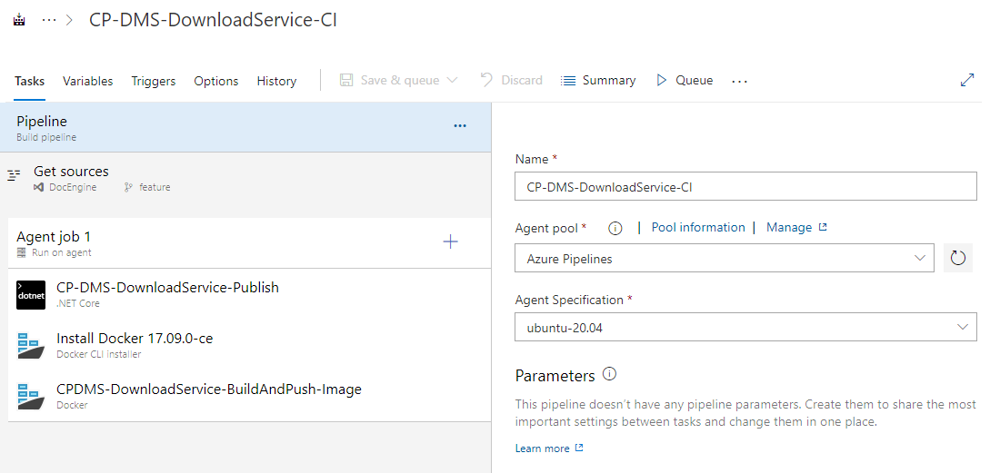 ··· > CP-DMS-DownloadService-CI
Tasks Variables Triggers Options History Save & queue Discard Summary Queue ···
Pipeline ···
Build pipeline
Get sources
DocEngine feature
Agent job 1 +
Run on agent
dotnet
CP-DMS-DownloadService-Publish
.NET Core
Install Docker 17.09.0-ce
Docker CLI installer
CPDMS-DownloadService-BuildAndPush-Image
Docker
Name *
CP-DMS-DownloadService-CI
Agent pool * | Pool information | Manage
Azure Pipelines
Agent Specification *
ubuntu-20.04
Parameters
This pipeline doesn't have any pipeline parameters. Create them to share the most
important settings between tasks and change them in one place.
Learn more